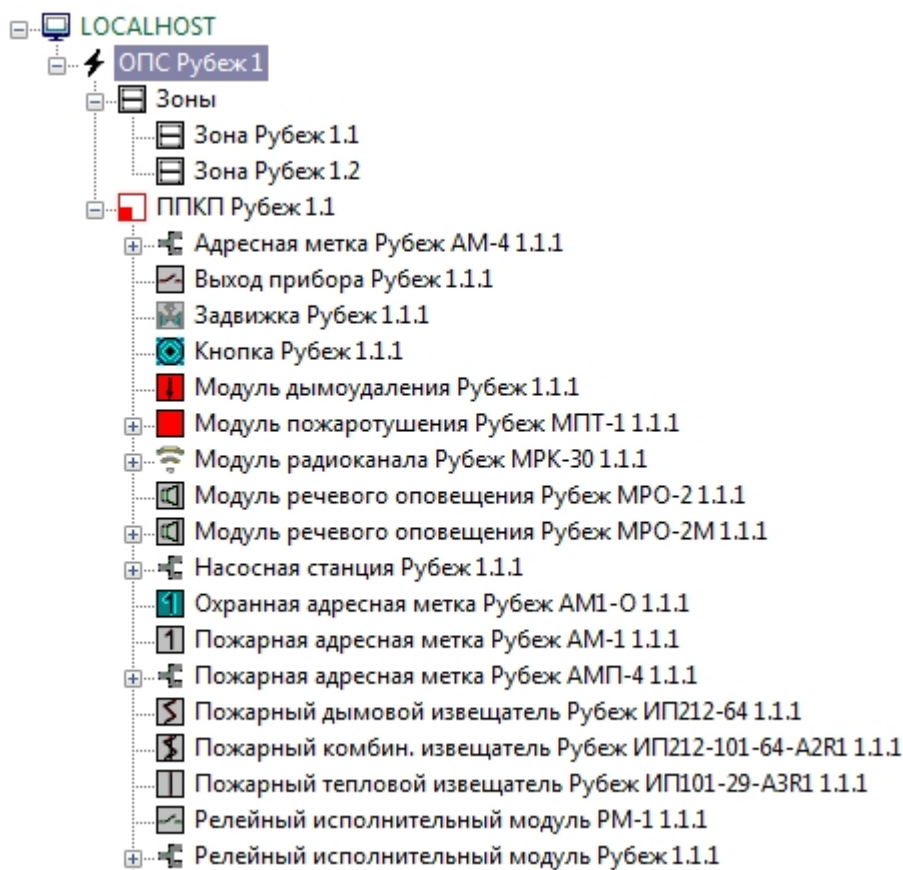 LOCALHOST
ОПС Рубеж 1
Зоны
Зона Рубеж 1.1
Зона Рубеж 1.2
ППКП Рубеж 1.1
Адресная метка Рубеж АМ-4 1.1.1
Выход прибора Рубеж 1.1.1
Задвижка Рубеж 1.1.1
Кнопка Рубеж 1.1.1
Модуль дымоудаления Рубеж 1.1.1
Модуль пожаротушения Рубеж МПТ-1 1.1.1
Модуль радиоканала Рубеж МРК-30 1.1.1
Модуль речевого оповещения Рубеж МРО-2 1.1.1
Модуль речевого оповещения Рубеж МРО-2М 1.1.1
Насосная станция Рубеж 1.1.1
Охранная адресная метка Рубеж АМ1-О 1.1.1
Пожарная адресная метка Рубеж АМ-1 1.1.1
Пожарная адресная метка Рубеж АМП-4 1.1.1
Пожарный дымовой извещатель Рубеж ИП212-64 1.1.1
Пожарный комбин. извещатель Рубеж ИП212-101-64-А2R1 1.1.1
Пожарный тепловой извещатель Рубеж ИП101-29-А3R1 1.1.1
Релейный исполнительный модуль РМ-1 1.1.1
Релейный исполнительный модуль Рубеж 1.1.1